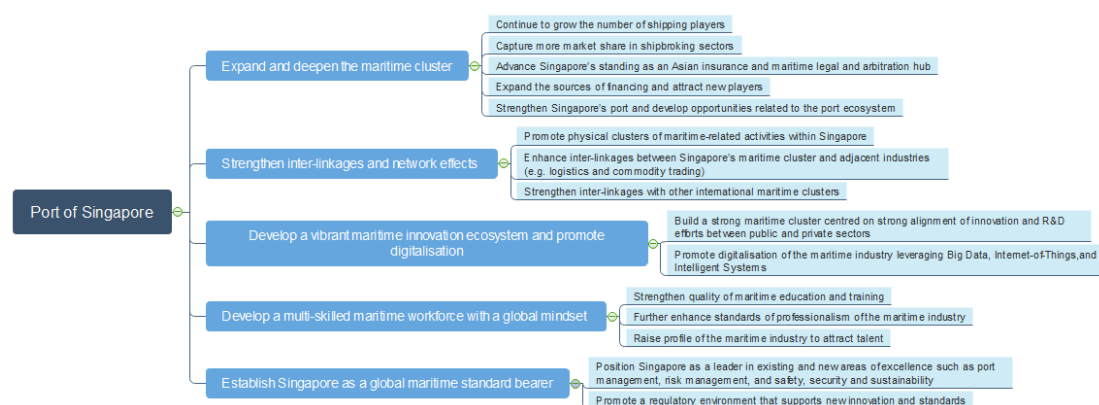 Port of Singapore
Expand and deepen the maritime cluster
Continue to grow the number of shipping players
Capture more market share in shipbroking sectors
Advance Singapore's standing as an Asian insurance and maritime legal and arbitration hub
Expand the sources of financing and attract new players
Strengthen Singapore's port and develop opportunities related to the port ecosystem
Strengthen inter-linkages and network effects
Promote physical clusters of maritime-related activities within Singapore
Enhance inter-linkages between Singapore's maritime cluster and adjacent industries
(e.g. logistics and commodity trading)
Strengthen inter-linkages with other international maritime clusters
Develop a vibrant maritime innovation ecosystem and promote
digitalisation
Build a strong maritime cluster centred on strong alignment of innovation and R&D
efforts between public and private sectors
Promote digitalisation of the maritime industry leveraging Big Data, Internet-of-Things,and
Intelligent Systems
Develop a multi-skilled maritime workforce with a global mindset
Strengthen quality of maritime education and training
Further enhance standards of professionalism of the maritime industry
Raise profile of the maritime industry to attract talent
Establish Singapore as a global maritime standard bearer
Position Singapore as a leader in existing and new areas of excellence such as port
management, risk management, and safety, security and sustainability
Promote a regulatory environment that supports new innovation and standards